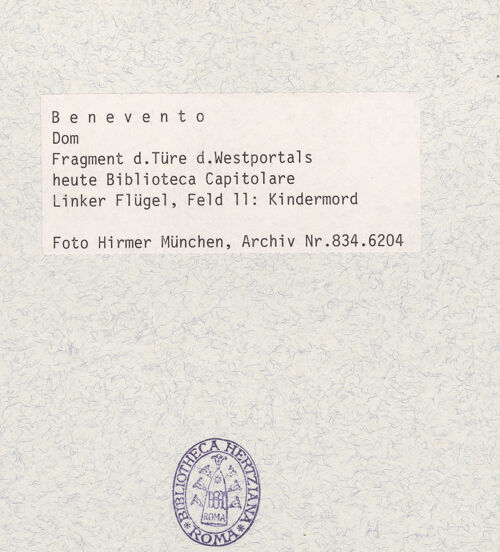 B e n e v e n t o
Dom
Fragment d.Türe d.Westportals
heute Biblioteca Capitolare
Linker Flügel, Feld 11: Kindermord
Foto Hirmer München, Archiv Nr.834.6204
BIBLIOTHECA HERTZIANA
ROMA
ROMA